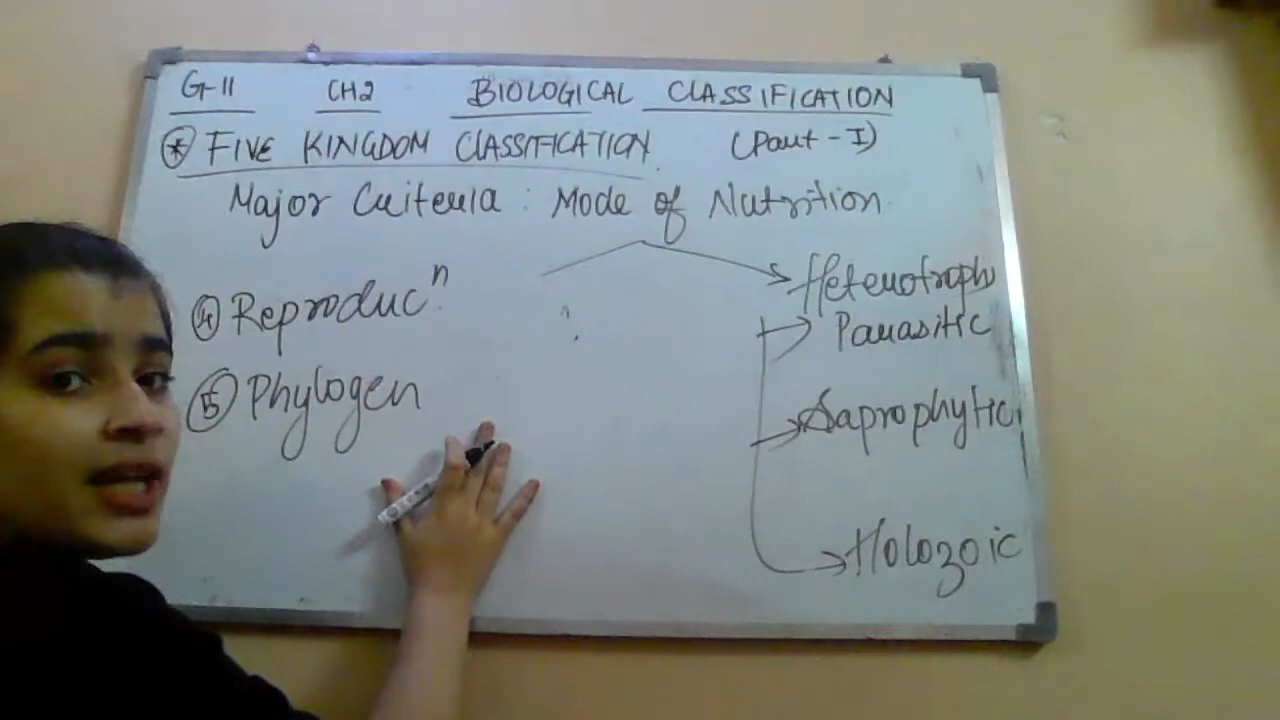 G-11 CH2 BIOLOGICAL CLASSIFICATION
* FIVE KINGDOM CLASSIFICATION (Part - I)
Major Criteria : Mode of Nutrition
Heterotroph
4 Reproducⁿ
Parasitic
5 Phylogen
Saprophytic
Holozoic